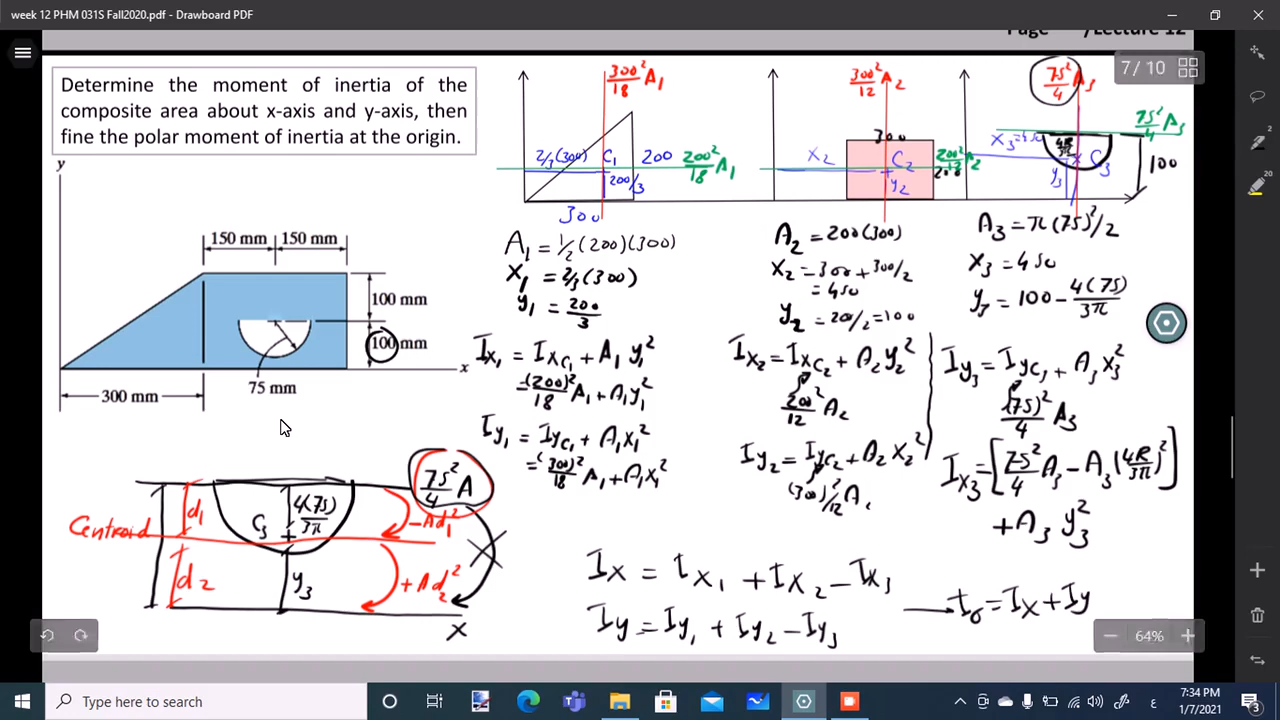 week 12 PHM 031S Fall2020.pdf - Drawboard PDF
7 / 10
Determine the moment of inertia of the
composite area about x-axis and y-axis, then
fine the polar moment of inertia at the origin.
y
150 mm
150 mm
100 mm
100 mm
x
75 mm
300 mm
300²/18 A₁
2/3(300)
C₁
200
200²/18 A₁
200/3
300
300²/12 A₂
300
x₂
C₂
y₂
75²/4 A₃
75²/4 A₃
x₃=450
4R/3π
C₃
y₃
100
A₁ = 1/2 (200)(300)
x₁ = 2/3 (300)
y₁ = 200/3
A₂ = 200(300)
x₂ = 300 + 300/2
= 450
y₂ = 200/2 = 100
A₃ = π(75)²/2
x₃ = 450
y₃ = 100 - 4(75)/3π
Ix₁ = Ixc₁ + A₁ y₁²
= (200)²/18 A₁ + A₁y₁²
Iy₁ = Iyc₁ + A₁x₁²
= (300)²/18 A₁ + A₁x₁²
Ix₂ = Ixc₂ + A₂ y₂²
200²/12 A₂
Iy₂ = Iyc₂ + A₂ x₂²
(300)²/12 A₂
Iy₃ = Iyc₃ + A₃ x₃²
(75)²/4 A₃
Ix₃ = [75²/4 A₃ - A₃ (4R/3π)²]
+ A₃ y₃²
75²/4 A
Centroid
d₁
C₃
4(75)/3π
-Ad₁²
d₂
y₃
+Ad₂²
x
Ix = Ix₁ + Ix₂ - Ix₃
Iy = Iy₁ + Iy₂ - Iy₃
I₀ = Ix + Iy
64%
Type here to search
7:34 PM
1/7/2021